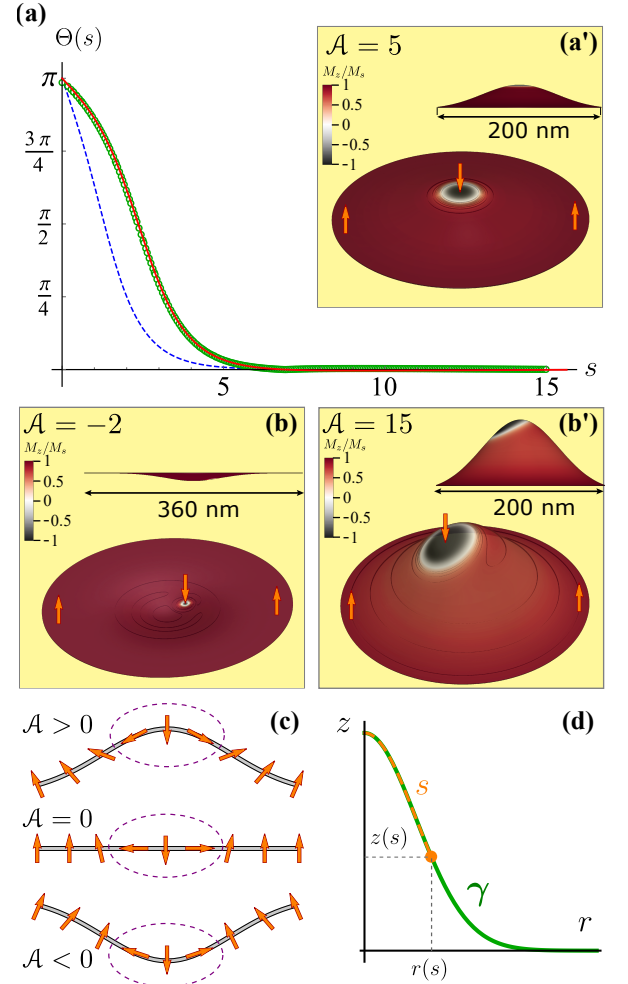 (a)
Θ(s)
π
3 π
4
π
2
π
4
5
10
15
s
𝒜 = 5
(a')
M_z/M_s
1
0.5
0
-0.5
-1
200 nm
𝒜 = −2
(b)
M_z/M_s
1
0.5
0
-0.5
-1
360 nm
𝒜 = 15
(b')
M_z/M_s
1
0.5
0
-0.5
-1
200 nm
𝒜 > 0
(c)
𝒜 = 0
𝒜 < 0
(d)
z
s
z(s)
γ
r
r(s)